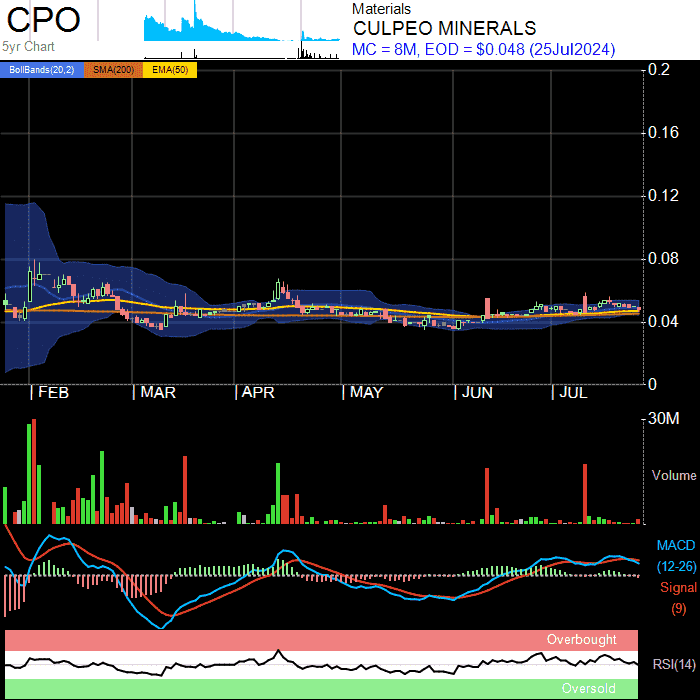 CPO
5yr Chart
Materials
CULPEO MINERALS
MC = 8M, EOD = $0.048 (25Jul2024)
BollBands(20,2) SMA(200) EMA(50)
0.2
0.16
0.12
0.08
0.04
0
FEB MAR APR MAY JUN JUL
30M
Volume
MACD
(12-26)
Signal
(9)
Overbought
RSI(14)
Oversold